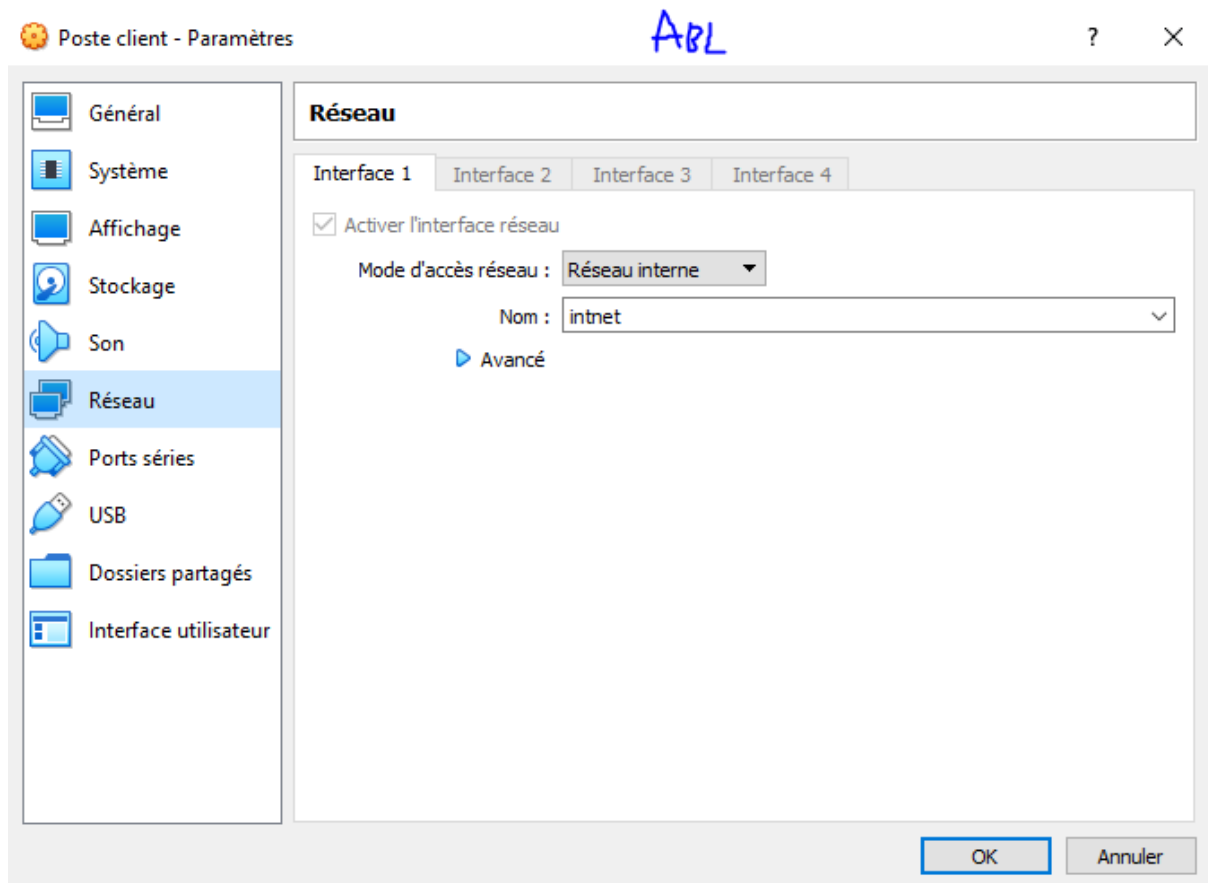 Poste client - Paramètres
ABL
?
Général
Système
Affichage
Stockage
Son
Réseau
Ports séries
USB
Dossiers partagés
Interface utilisateur
Réseau
Interface 1 Interface 2 Interface 3 Interface 4
Activer l'interface réseau
Mode d'accès réseau : Réseau interne
Nom : intnet
Avancé
OK Annuler